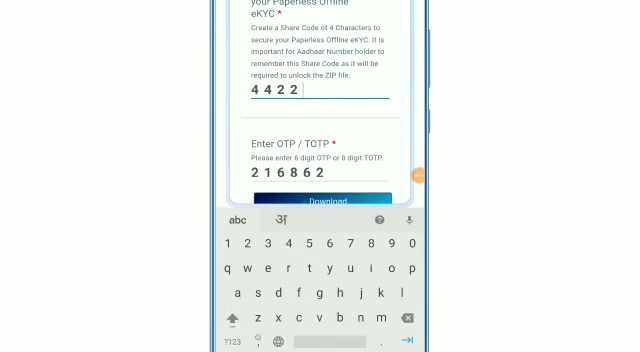 your Paperless Offline
eKYC *
Create a Share Code of 4 Characters to
secure your Paperless Offline eKYC. It is
important for Aadhaar Number holder to
remember this Share Code as it will be
required to unlock the ZIP file.
4422
Enter OTP / TOTP *
Please enter 6 digit OTP or 8 digit TOTP.
216862
Download
abc अ
1 2 3 4 5 6 7 8 9 0
q w e r t y u i o p
a s d f g h j k l
z x c v b n m
?123 , .